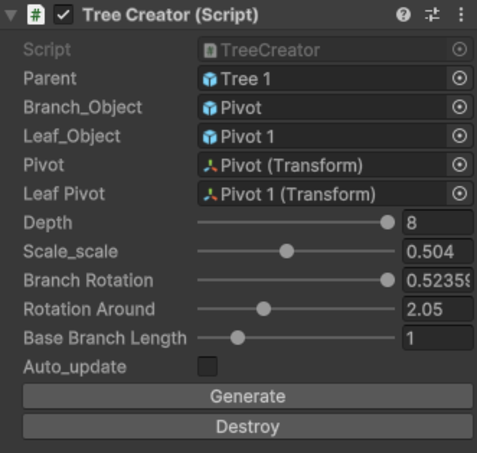 Tree Creator (Script)
Script TreeCreator
Parent Tree 1
Branch_Object Pivot
Leaf_Object Pivot 1
Pivot Pivot (Transform)
Leaf Pivot Pivot 1 (Transform)
Depth 8
Scale_scale 0.504
Branch Rotation 0.52359
Rotation Around 2.05
Base Branch Length 1
Auto_update
Generate
Destroy